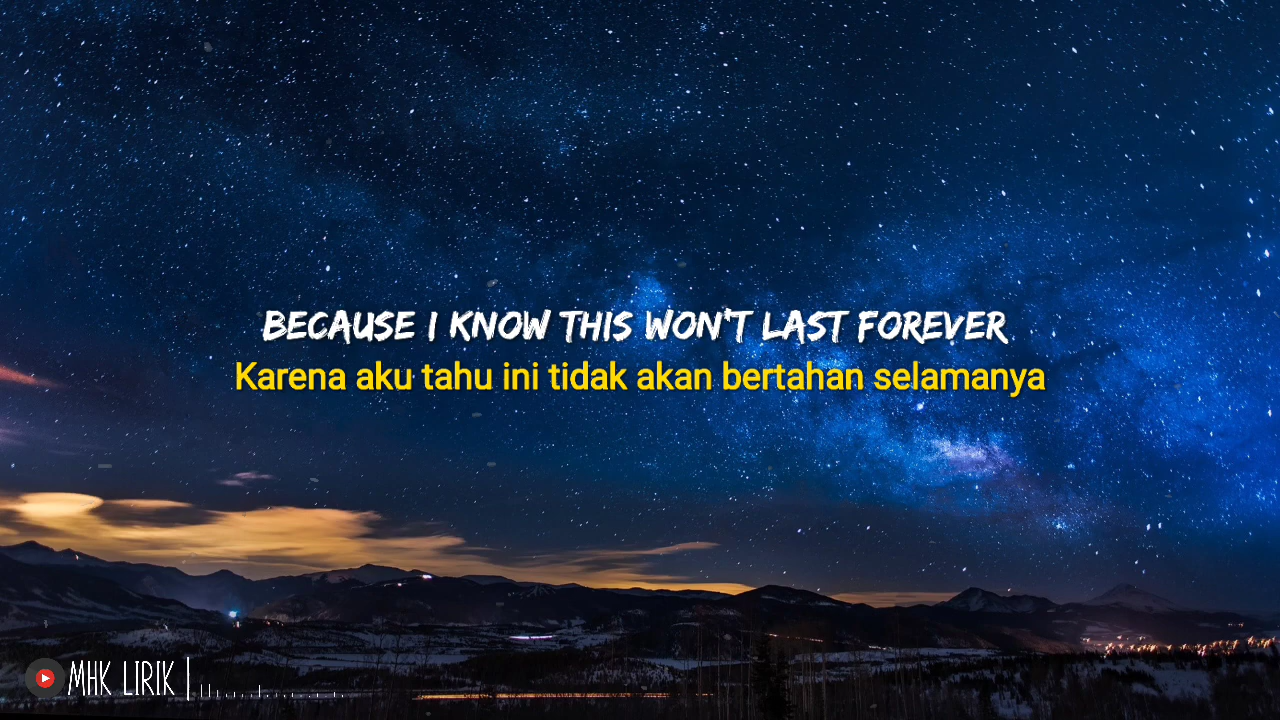 BECAUSE I KNOW THIS WON'T LAST FOREVER
Karena aku tahu ini tidak akan bertahan selamanya
MHK LIRIK